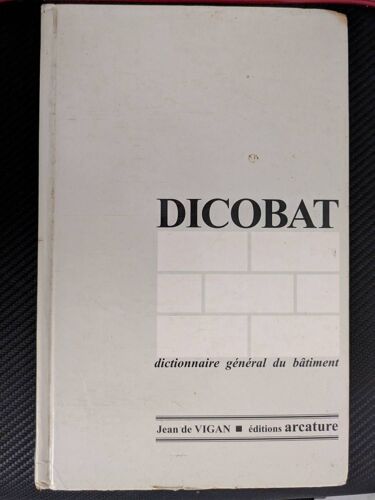 DICOBAT
dictionnaire général du bâtiment
Jean de VIGAN ■ éditions arcature